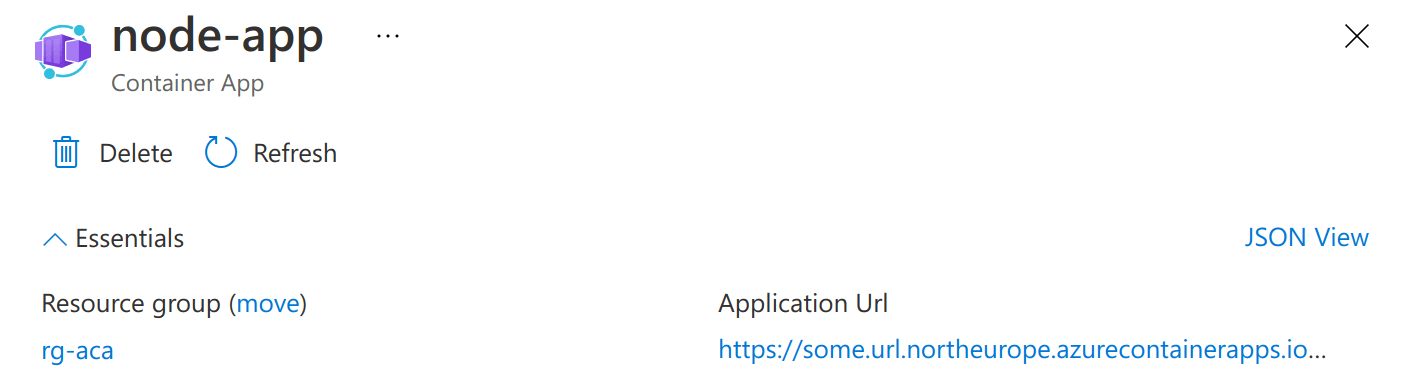 node-app ...
Container App
Delete Refresh
Essentials JSON View
Resource group (move) Application Url
rg-aca https://some.url.northeurope.azurecontainerapps.io...